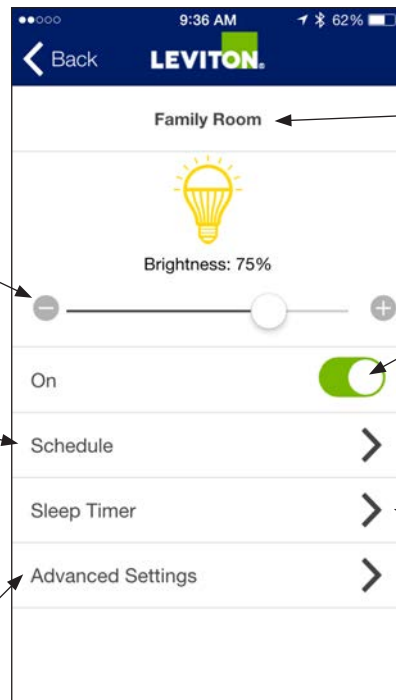 9:36 AM 62%
Back LEVITON.
Family Room
Brightness: 75%
On
Schedule
Sleep Timer
Advanced Settings